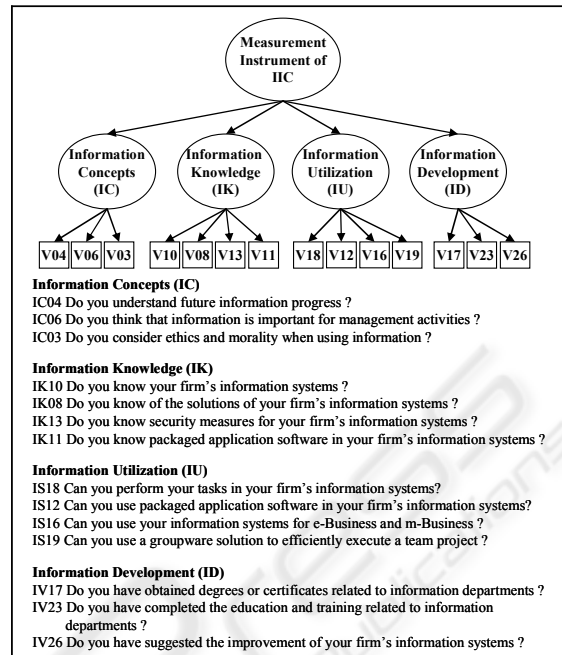 Measurement
Instrument of
IIC
Information
Concepts
(IC)
Information
Knowledge
(IK)
Information
Utilization
(IU)
Information
Development
(ID)
V04 V06 V03 V10 V08 V13 V11 V18 V12 V16 V19 V17 V23 V26
Information Concepts (IC)
IC04 Do you understand future information progress ?
IC06 Do you think that information is important for management activities ?
IC03 Do you consider ethics and morality when using information ?
Information Knowledge (IK)
IK10 Do you know your firm's information systems ?
IK08 Do you know of the solutions of your firm's information systems ?
IK13 Do you know security measures for your firm's information systems ?
IK11 Do you know packaged application software in your firm's information systems ?
Information Utilization (IU)
IS18 Can you perform your tasks in your firm's information systems?
IS12 Can you use packaged application software in your firm's information systems?
IS16 Can use your information systems for e-Business and m-Business ?
IS19 Can you use a groupware solution to efficiently execute a team project ?
Information Development (ID)
IV17 Do you have obtained degrees or certificates related to information departments ?
IV23 Do you have completed the education and training related to information
departments ?
IV26 Do you have suggested the improvement of your firm's information systems ?